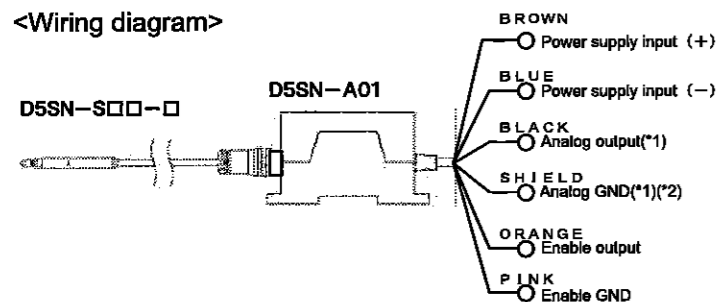 <Wiring diagram>
D5SN-S□□-□
D5SN-A01
BROWN
Power supply input (+)
BLUE
Power supply input (-)
BLACK
Analog output(*1)
SHIELD
Analog GND(*1)(*2)
ORANGE
Enable output
PINK
Enable GND